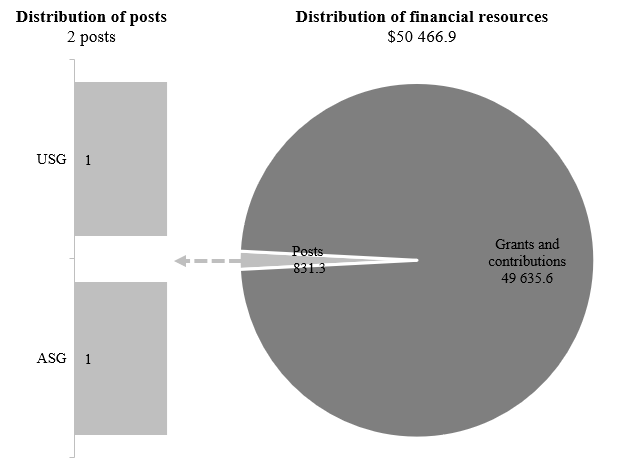 Distribution of posts
2 posts
USG
1
ASG
1
Distribution of financial resources
$50 466.9
Posts
831.3
Grants and
contributions
49 635.6